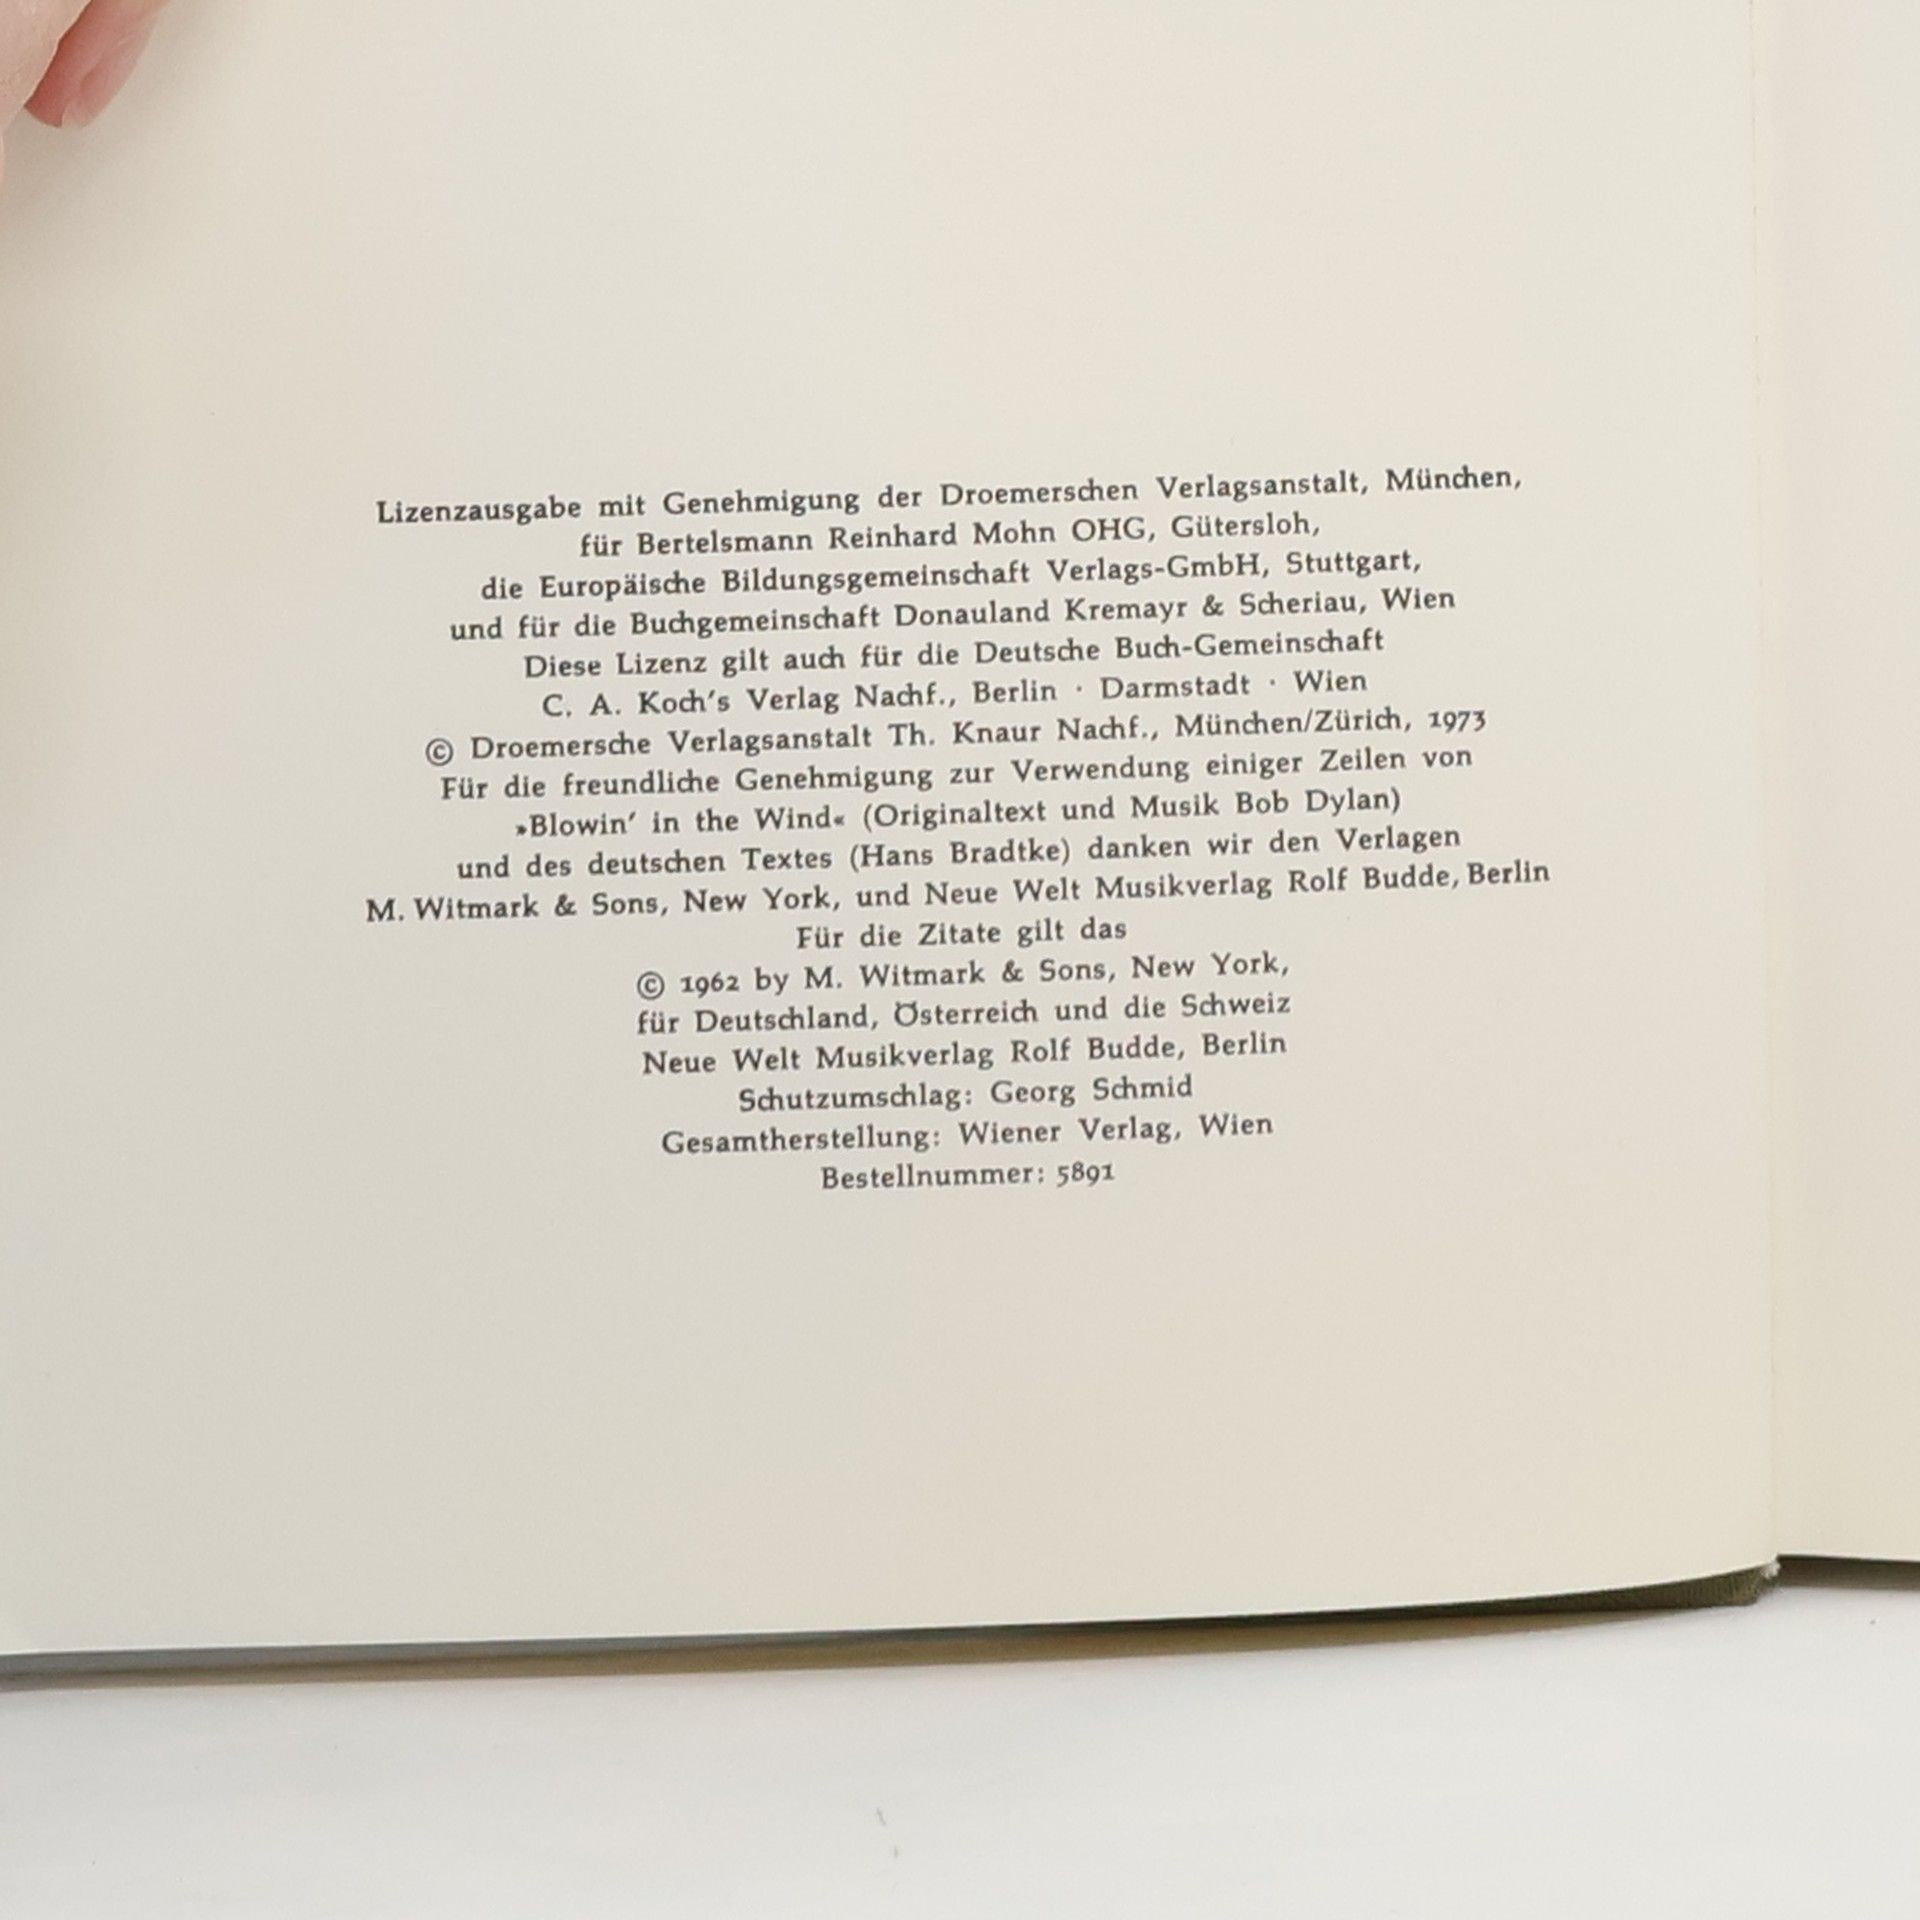 Lizenzausgabe mit Genehmigung der Droemerschen Verlagsanstalt, München,
für Bertelsmann Reinhard Mohn OHG, Gütersloh,
die Europäische Bildungsgemeinschaft Verlags-GmbH, Stuttgart,
und für die Buchgemeinschaft Donauland Kremayr & Scheriau, Wien
Diese Lizenz gilt auch für die Deutsche Buch-Gemeinschaft
C. A. Koch's Verlag Nachf., Berlin · Darmstadt · Wien
© Droemersche Verlagsanstalt Th. Knaur Nachf., München/Zürich, 1973
Für die freundliche Genehmigung zur Verwendung einiger Zeilen von
»Blowin' in the Wind« (Originaltext und Musik Bob Dylan)
und des deutschen Textes (Hans Bradtke) danken wir den Verlagen
M. Witmark & Sons, New York, und Neue Welt Musikverlag Rolf Budde, Berlin
Für die Zitate gilt das
© 1962 by M. Witmark & Sons, New York,
für Deutschland, Österreich und die Schweiz
Neue Welt Musikverlag Rolf Budde, Berlin
Schutzumschlag: Georg Schmid
Gesamtherstellung: Wiener Verlag, Wien
Bestellnummer: 5891